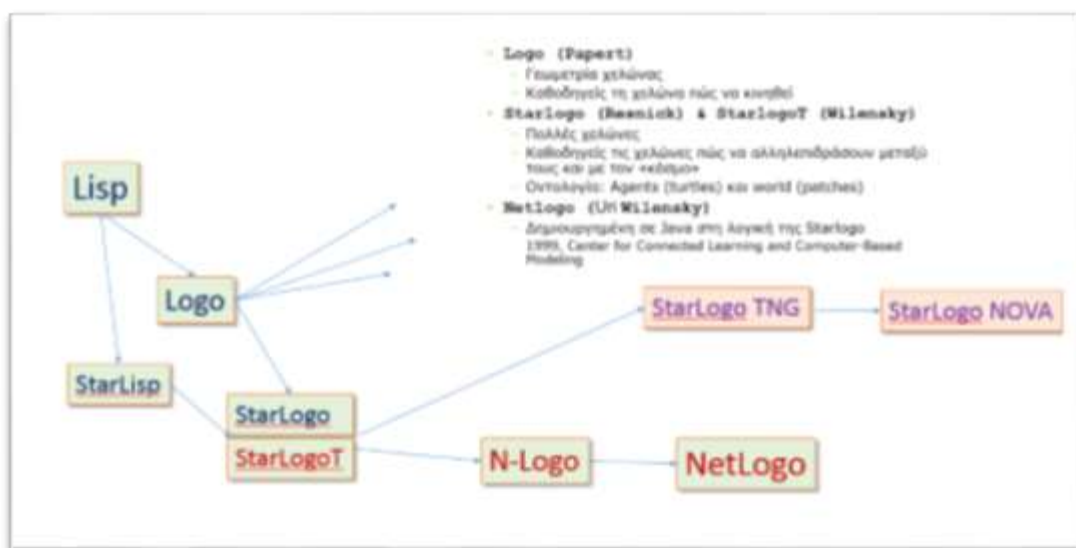 Logo (Papert)
Γεωμετρία χελώνας
Καθοδηγείς τη χελώνα πώς να κινηθεί
Starlogo (Resnick) & StarlogoT (Wilensky)
Πολλές χελώνες
Καθοδηγείς τις χελώνες πώς να αλληλεπιδράσουν μεταξύ
τους και με τον «κόσμο»
Οντολογία: Agents (turtles) και world (patches)
Netlogo (Uri Wilensky)
Δημιουργημένη σε Java στη λογική της Starlogo
1999, Center for Connected Learning and Computer-Based
Modeling
Lisp
Logo
StarLisp
StarLogo
StarLogoT
StarLogo TNG
StarLogo NOVA
N-Logo
NetLogo